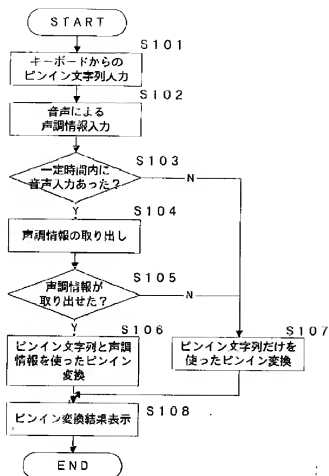 START
S101
キーボードからの
ピンイン文字列入力
S102
音声による
声調情報入力
S103
一定時間内に
音声入力あった？
N
Y
S104
声調情報の取り出し
S105
声調情報が
取り出せた？
N
Y
S106
ピンイン文字列と声調
情報を使ったピンイン
変換
S107
ピンイン文字列だけを
使ったピンイン変換
S108
ピンイン変換結果表示
END